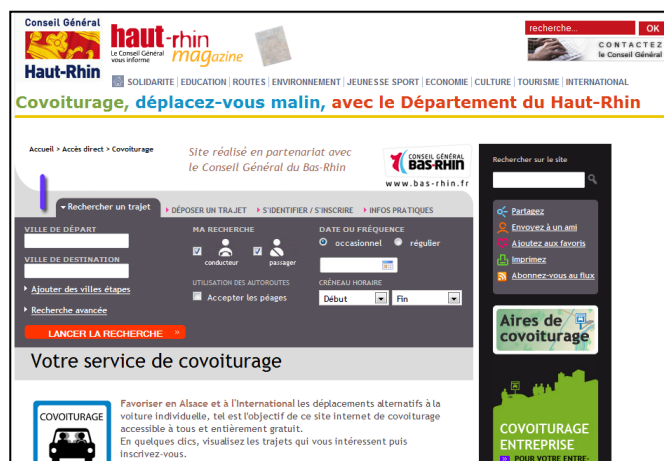 Conseil Général
Haut-Rhin
haut-rhin
Le Conseil Général
vous informe
magazine
recherche...
OK
CONTACTEZ
le Conseil Général
SOLIDARITE | EDUCATION | ROUTES | ENVIRONNEMENT | JEUNESSE SPORT | ECONOMIE | CULTURE | TOURISME | INTERNATIONAL
Covoiturage, déplacez-vous malin, avec le Département du Haut-Rhin
Accueil > Accès direct > Covoiturage
Site réalisé en partenariat avec
le Conseil Général du Bas-Rhin
CONSEIL GÉNÉRAL
BAS-RHIN
www.bas-rhin.fr
Rechercher un trajet
DÉPOSER UN TRAJET
S'IDENTIFIER / S'INSCRIRE
INFOS PRATIQUES
VILLE DE DÉPART
VILLE DE DESTINATION
Ajouter des villes étapes
Recherche avancée
LANCER LA RECHERCHE »
MA RECHERCHE
conducteur
passager
UTILISATION DES AUTOROUTES
Accepter les péages
DATE OU FRÉQUENCE
occasionnel
régulier
CRÉNEAU HORAIRE
Début
Fin
Votre service de covoiturage
COVOITURAGE
Favoriser en Alsace et à l'International les déplacements alternatifs à la
voiture individuelle, tel est l'objectif de ce site internet de covoiturage
accessible à tous et entièrement gratuit.
En quelques clics, visualisez les trajets qui vous intéressent puis
inscrivez-vous.
Rechercher sur le site
Partagez
Envoyez à un ami
Ajoutez aux favoris
Imprimez
Abonnez-vous au flux
Aires de
covoiturage
COVOITURAGE
ENTREPRISE
POUR VOTRE ENTRE-